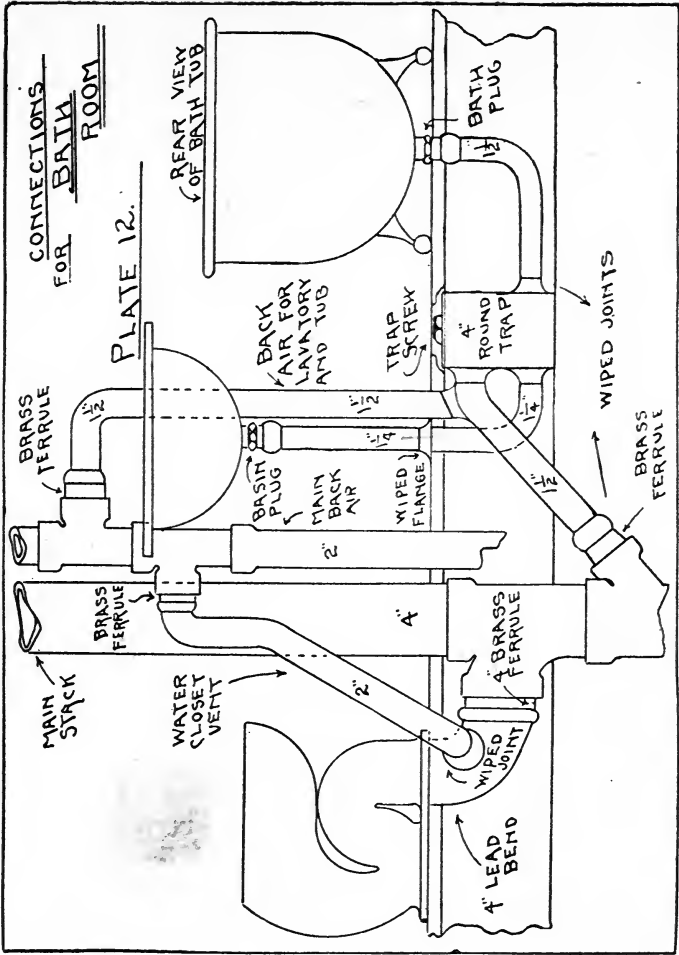 CONNECTIONS
FOR BATH
ROOM
PLATE 12.
REAR VIEW
OF BATH TUB
BATH
PLUG
1½"
BACK
AIR FOR
LAVATORY
AND TUB
TRAP
SCREW
4"
ROUND
TRAP
WIPED JOINTS
BRASS
FERRULE
1½"
1½"
BASIN
PLUG
1¼"
WIPED
FLANGE
1¼"
1½"
BRASS
FERRULE
MAIN
BACK
AIR
2"
MAIN
STACK
BRASS
FERRULE
4"
4" BRASS
FERRULE
WATER
CLOSET
VENT
2"
WIPED
JOINT
4" LEAD
BEND